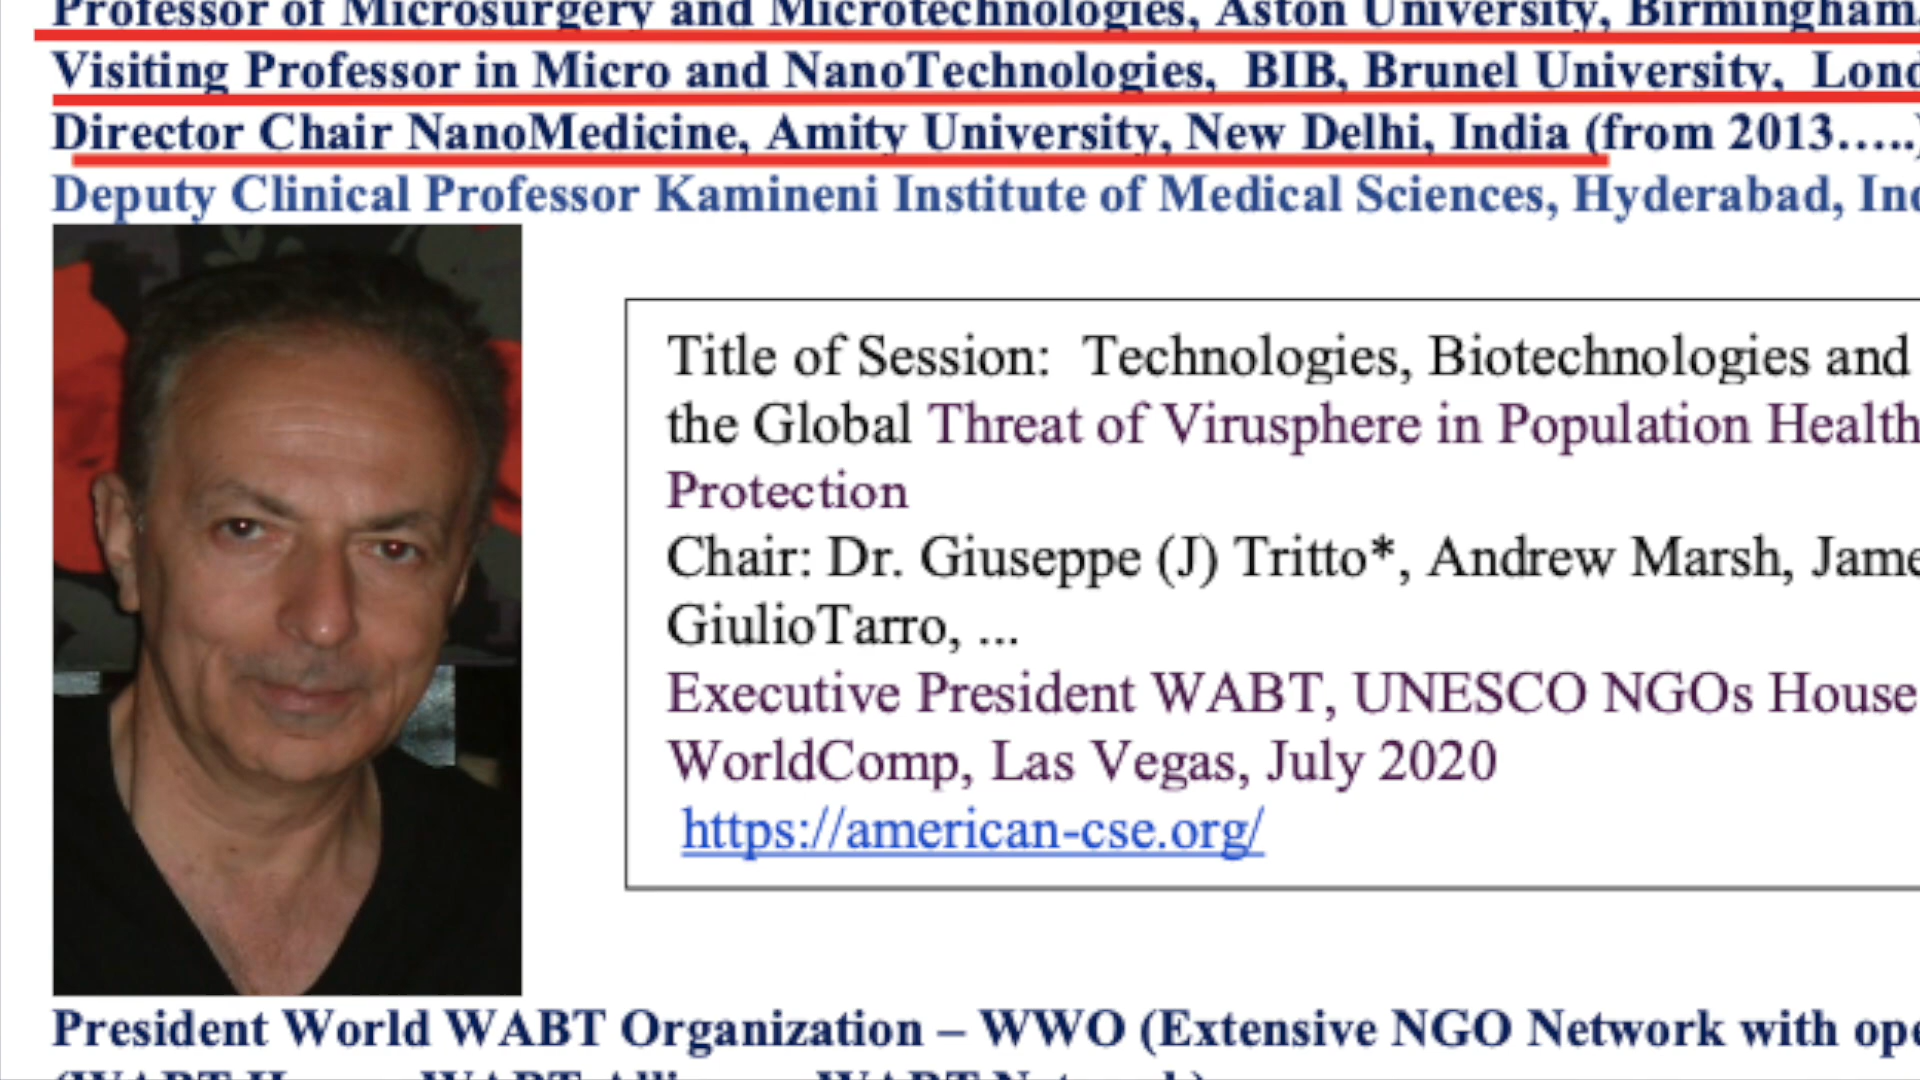 Professor of Microsurgery and Microtechnologies, Aston University, Birmingham,
Visiting Professor in Micro and NanoTechnologies, BIB, Brunel University, Lond
Director Chair NanoMedicine, Amity University, New Delhi, India (from 2013…..)
Deputy Clinical Professor Kamineni Institute of Medical Sciences, Hyderabad, Ind
Title of Session: Technologies, Biotechnologies and
the Global Threat of Virusphere in Population Health
Protection
Chair: Dr. Giuseppe (J) Tritto*, Andrew Marsh, Jame
GiulioTarro, ...
Executive President WABT, UNESCO NGOs House
WorldComp, Las Vegas, July 2020
https://american-cse.org/
President World WABT Organization – WWO (Extensive NGO Network with ope